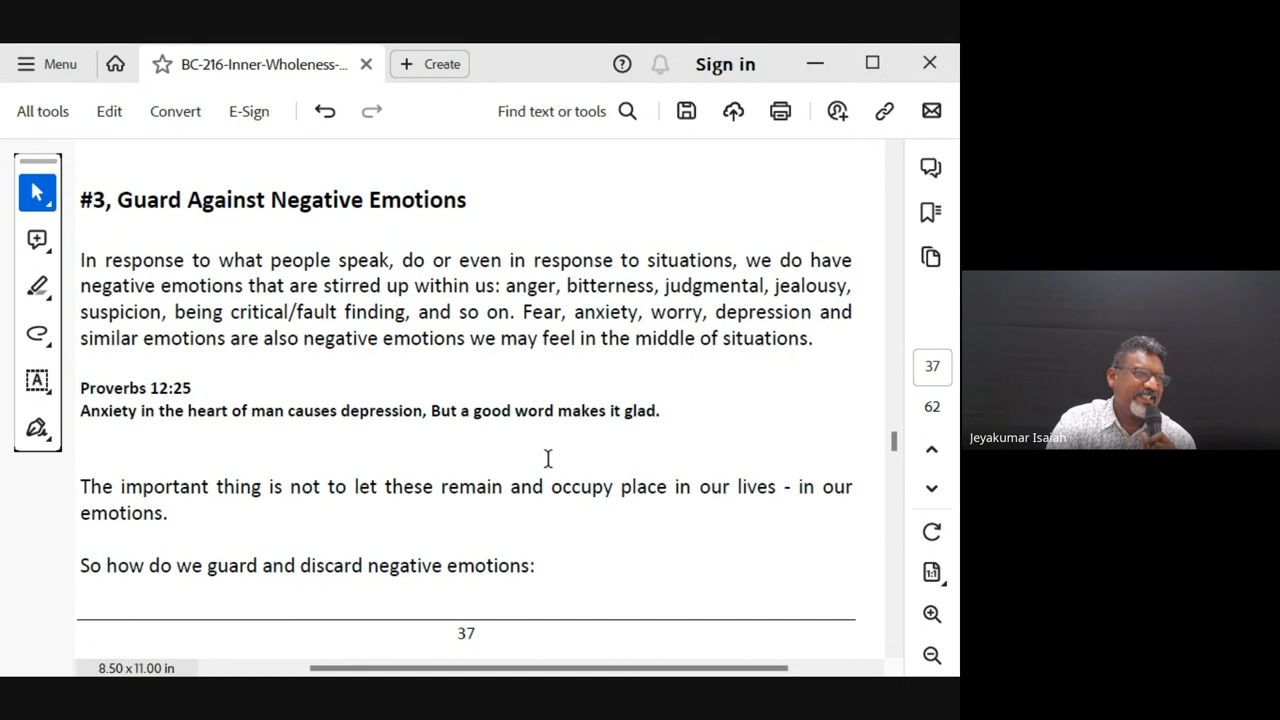 Menu
BC-216-Inner-Wholeness-...
Create
Sign in
All tools
Edit
Convert
E-Sign
Find text or tools
#3, Guard Against Negative Emotions
In response to what people speak, do or even in response to situations, we do have
negative emotions that are stirred up within us: anger, bitterness, judgmental, jealousy,
suspicion, being critical/fault finding, and so on. Fear, anxiety, worry, depression and
similar emotions are also negative emotions we may feel in the middle of situations.
Proverbs 12:25
Anxiety in the heart of man causes depression, But a good word makes it glad.
The important thing is not to let these remain and occupy place in our lives - in our
emotions.
So how do we guard and discard negative emotions:
37
8.50 x 11.00 in
37
62
1:1
Jeyakumar Isaiah